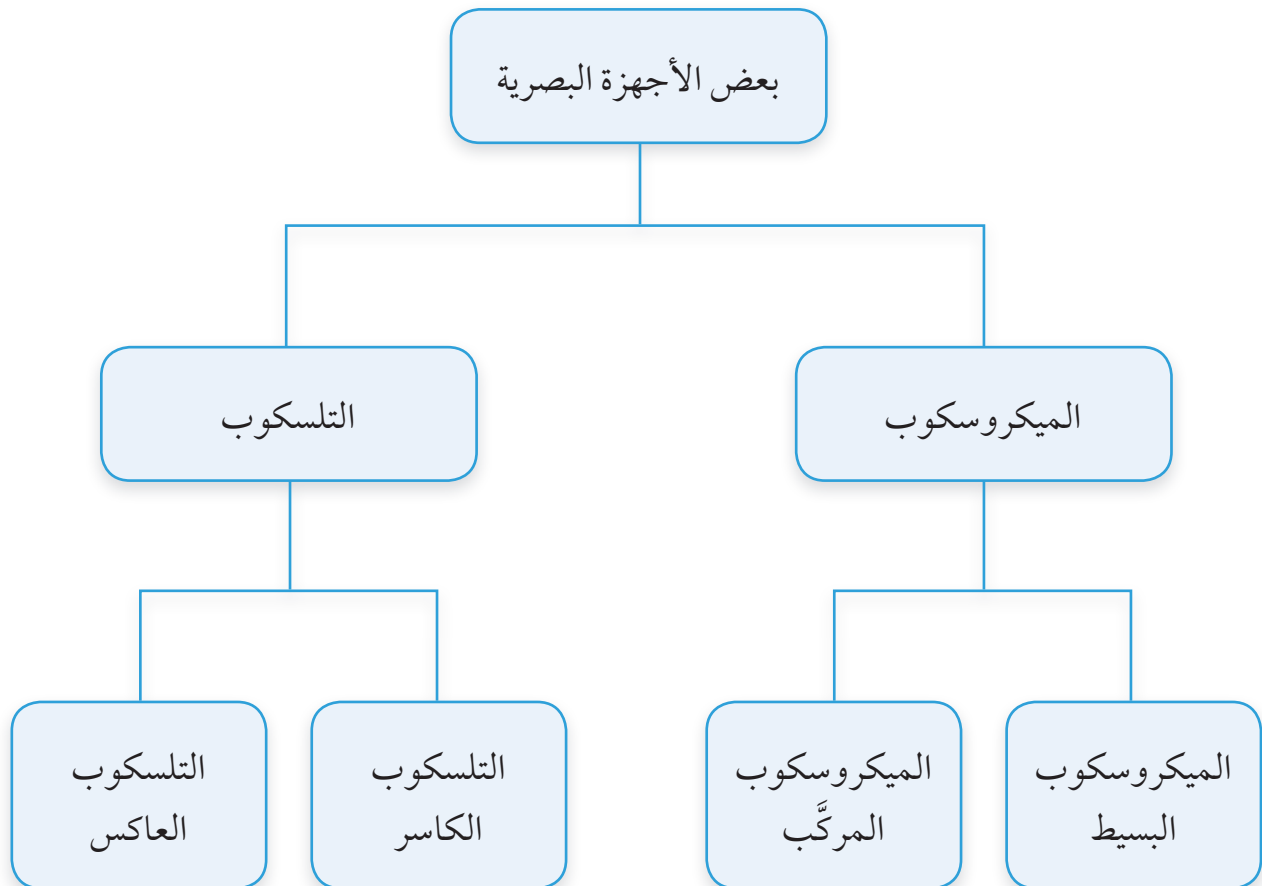 بعض الأجهزة البصرية
الميكروسكوب
التلسكوب
الميكروسكوب
البسيط
الميكروسكوب
المركَّب
التلسكوب
الكاسر
التلسكوب
العاكس